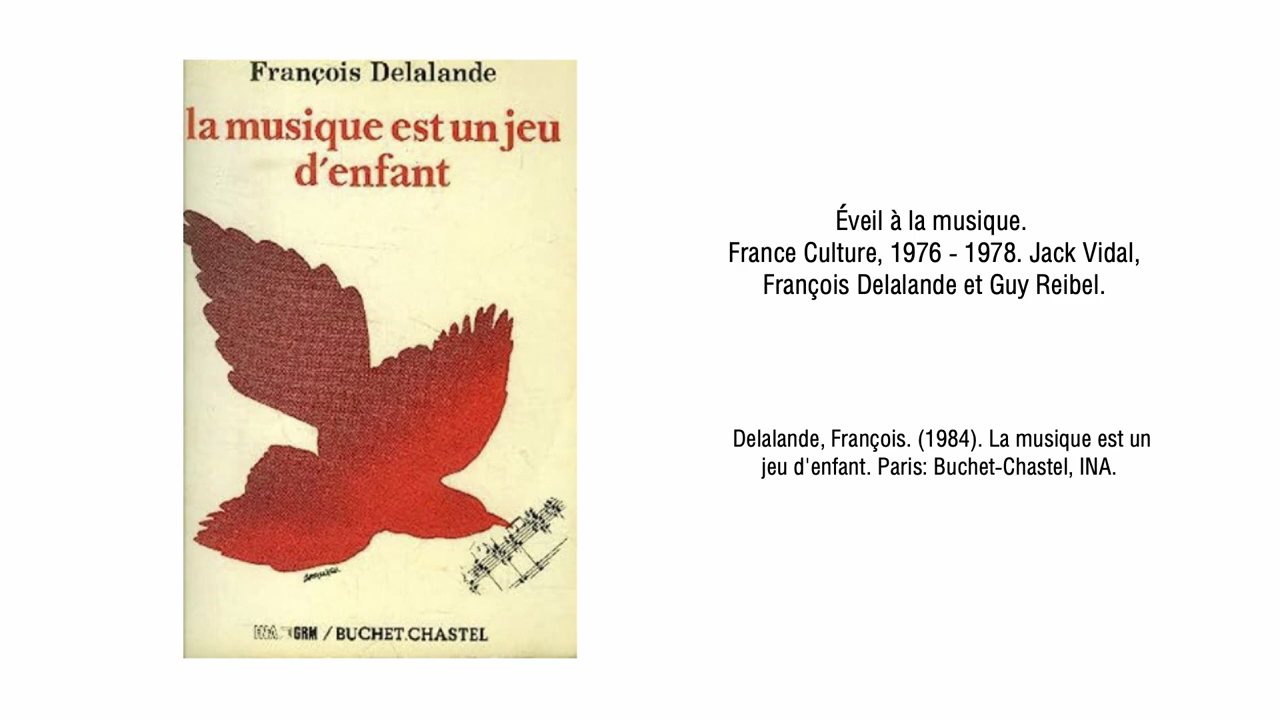 François Delalande
la musique est un jeu
d'enfant
INA GRM / BUCHET.CHASTEL
Éveil à la musique.
France Culture, 1976 - 1978. Jack Vidal,
François Delalande et Guy Reibel.
Delalande, François. (1984). La musique est un
jeu d'enfant. Paris: Buchet-Chastel, INA.